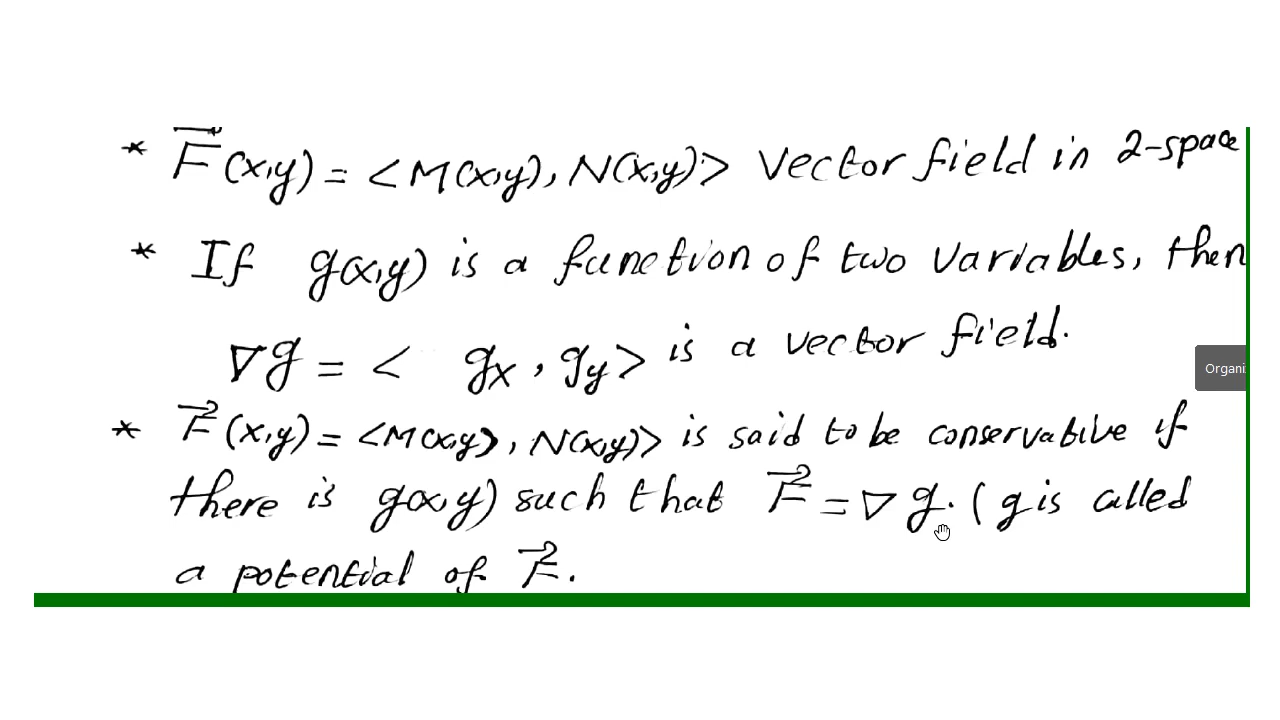 * F⃗(x,y) = <M(x,y), N(x,y)> vector field in 2-space
* If g(x,y) is a function of two variables, then
∇g = < gx, gy> is a vector field.
Organi
* F⃗(x,y) = <M(x,y), N(x,y)> is said to be conservative if
there is g(x,y) such that F⃗ = ∇g. (g is called
a potential of F⃗.